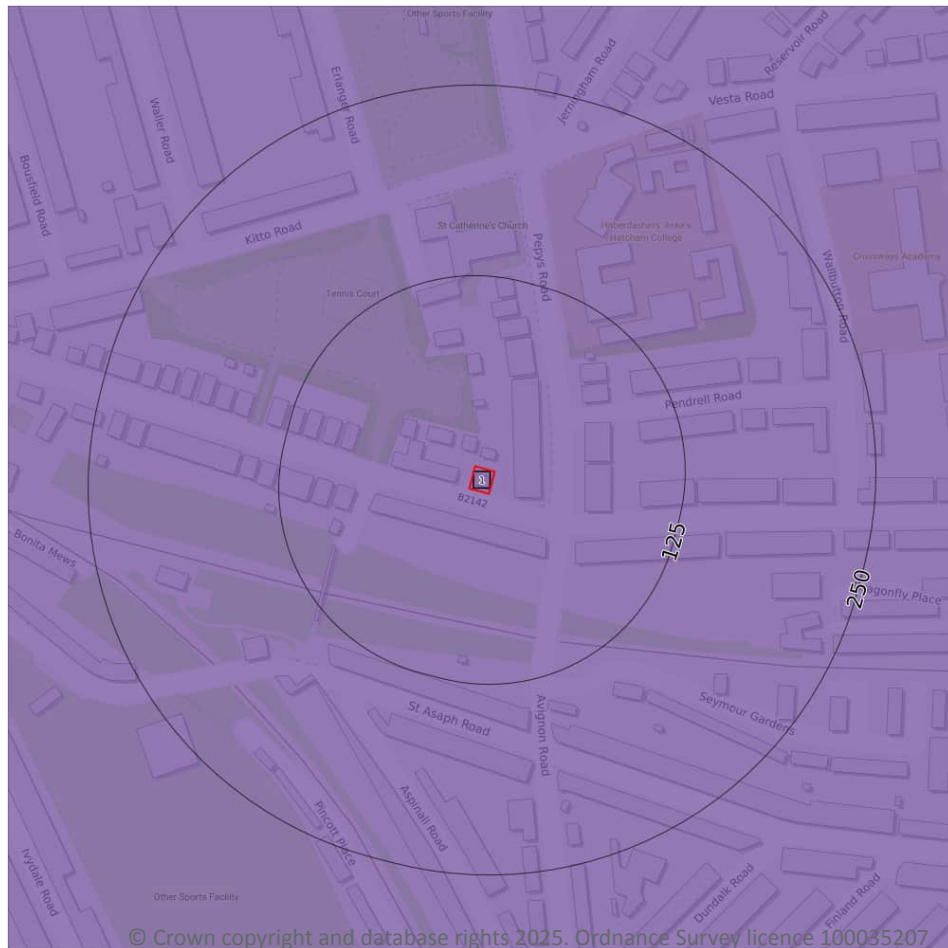 Other Sports Facility
Reservoir Road
Jerningham Road
Erlanger Road
Vesta Road
Waller Road
Bousfield Road
St Catherine's Church
Haberdashers' Aske's
Hatcham College
Kitto Road
Pepys Road
Wallbutton Road
Crossways Academy
Tennis Court
Pendrell Road
1
B2142
125
Bonita Mews
250
agonfly Place
Seymour Gardens
St Asaph Road
Avignon Road
Aspinall Road
Pincott Place
Ivydale Road
Dundalk Road
Finland Road
Other Sports Facility
© Crown copyright and database rights 2025. Ordnance Survey licence 100035207